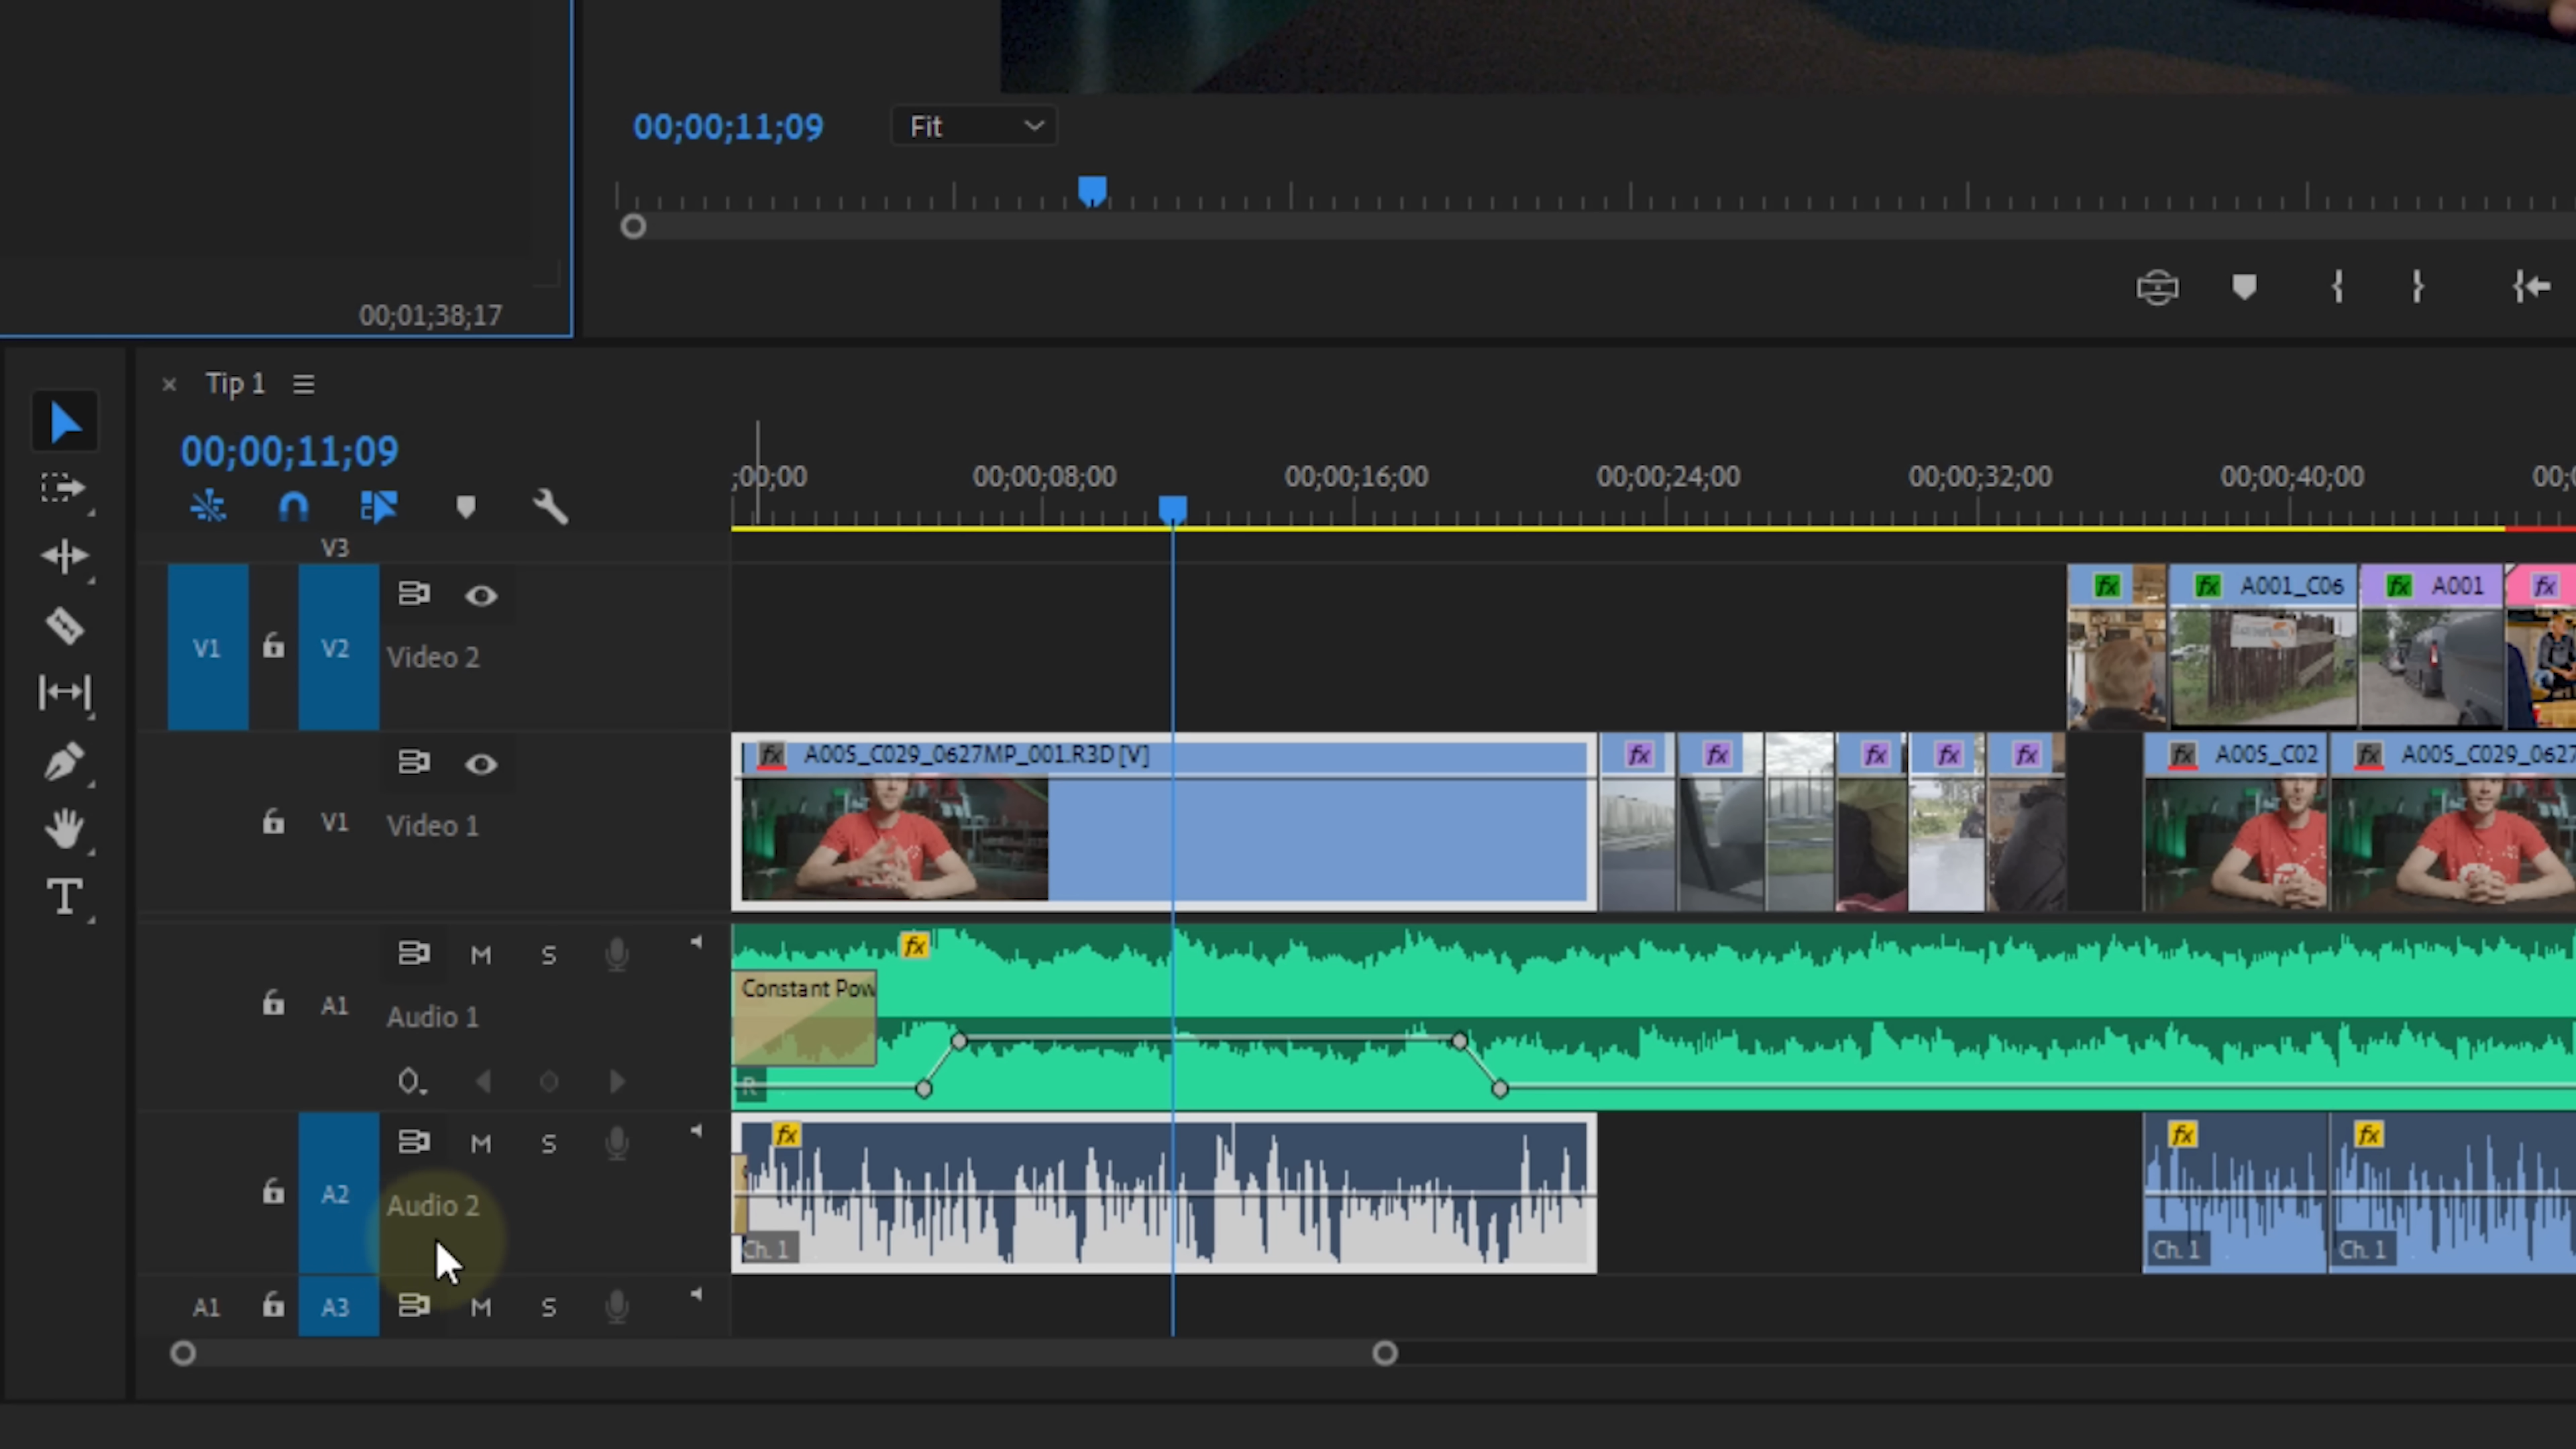 00;00;11;09 Fit
00;01;38;17
× Tip 1
00;00;11;09
;00;00 00;00;08;00 00;00;16;00 00;00;24;00 00;00;32;00 00;00;40;00
V3
V1 V2 Video 2
fx fx A001_C06 fx A001 fx
V1 Video 1
fx A005_C029_0627MP_001.R3D [V] fx fx fx fx fx fx A005_C02 fx A005_C029_0627
A1 M S
Audio 1
fx
Constant Pow
R
A2 M S
Audio 2
fx fx fx
Ch. 1 Ch. 1 Ch. 1
A1 A3 M S